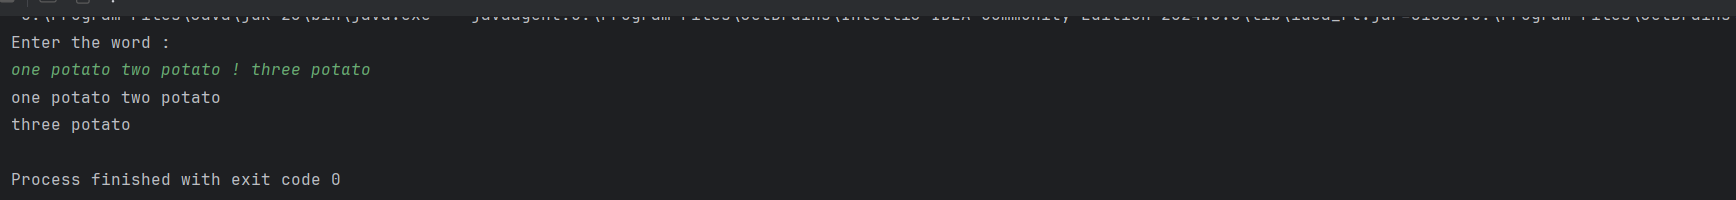 Enter the word :
one potato two potato ! three potato
one potato two potato
three potato
Process finished with exit code 0